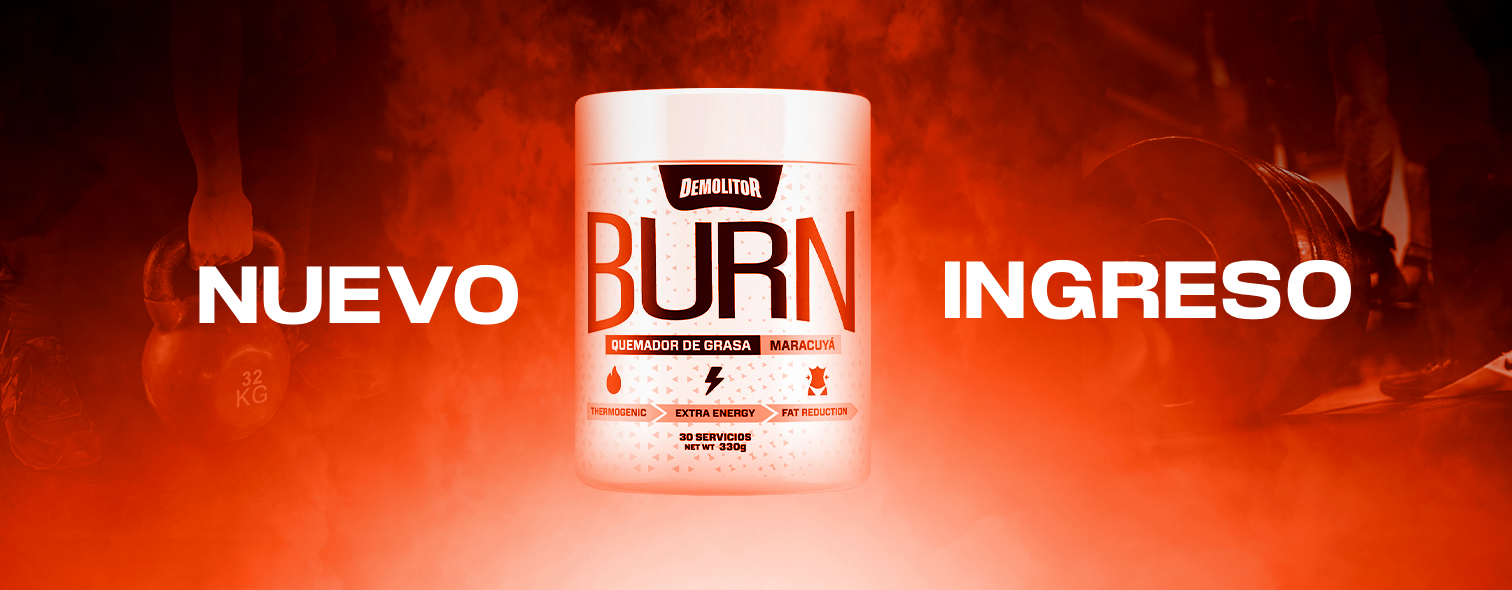 NUEVO
INGRESO
DEMOLITOR
BURN
QUEMADOR DE GRASA MARACUYÁ
THERMOGENIC EXTRA ENERGY FAT REDUCTION
30 SERVICIOS
NET WT 330g
32
KG